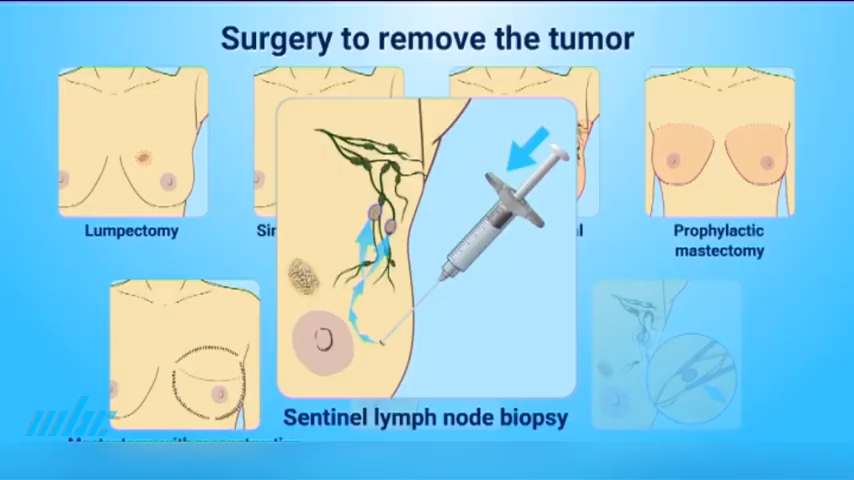 Surgery to remove the tumor
Lumpectomy
Prophylactic
mastectomy
Sentinel lymph node biopsy